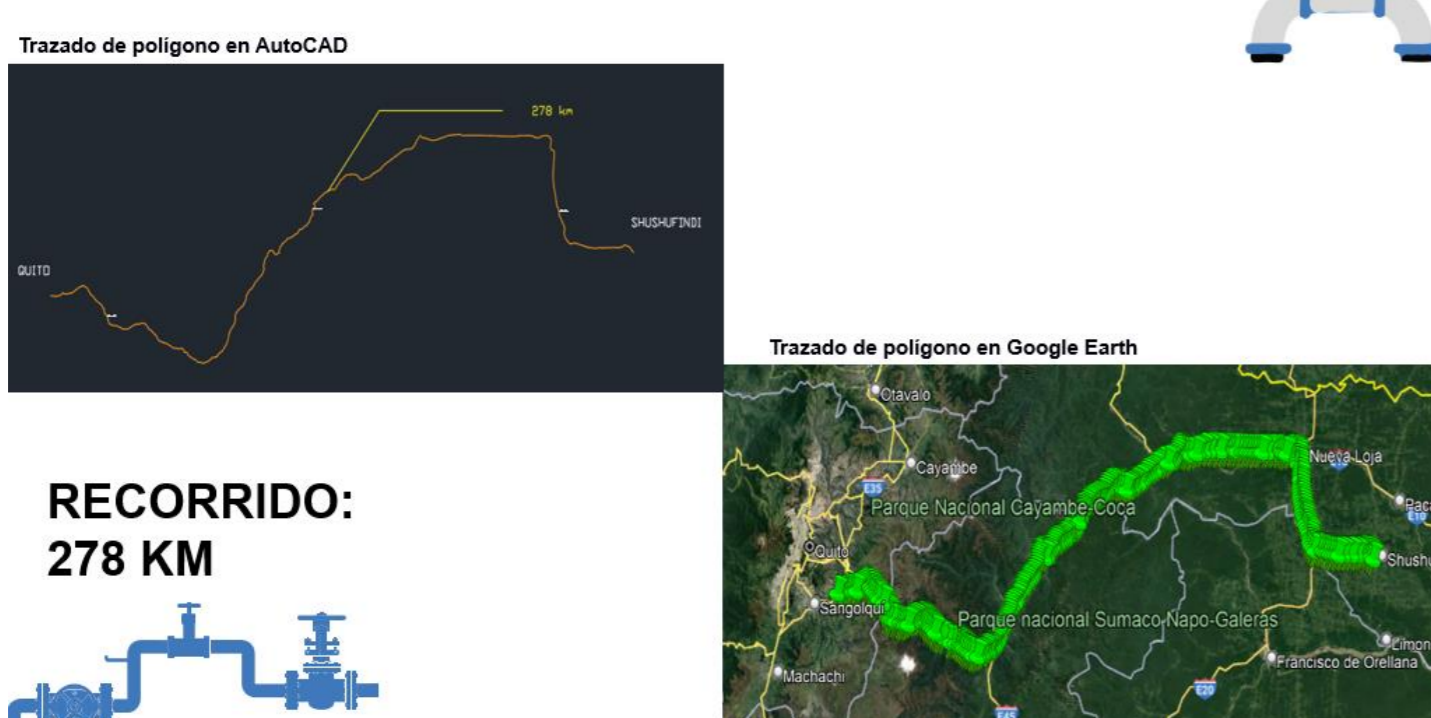 Trazado de polígono en AutoCAD
278 km
SHUSHUFINDI
QUITO
Trazado de polígono en Google Earth
Otavalo
Cayambe
Nueva Loja
E35
Parque Nacional Cayambe-Coca
E10
Quito
Sangolquí
Parque nacional Sumaco Napo-Galeras
Machachi
Francisco de Orellana
E20
E45
RECORRIDO:
278 KM